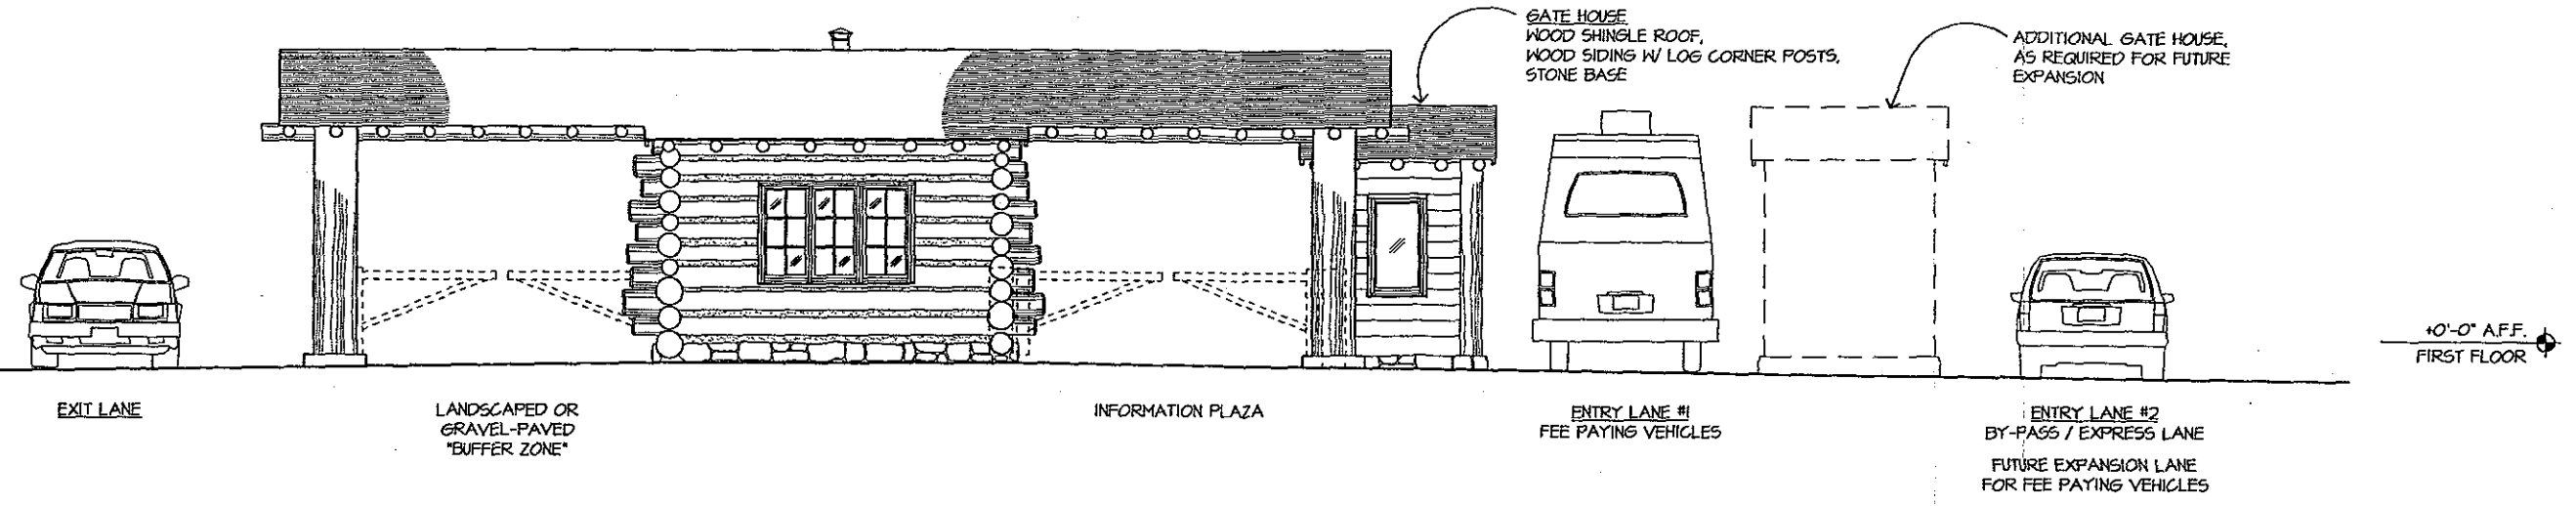 GATE HOUSE
WOOD SHINGLE ROOF,
WOOD SIDING W/ LOG CORNER POSTS,
STONE BASE
ADDITIONAL GATE HOUSE,
AS REQUIRED FOR FUTURE
EXPANSION
+0'-0" A.F.F.
FIRST FLOOR
EXIT LANE
LANDSCAPED OR
GRAVEL-PAVED
"BUFFER ZONE"
INFORMATION PLAZA
ENTRY LANE #1
FEE PAYING VEHICLES
ENTRY LANE #2
BY-PASS / EXPRESS LANE
FUTURE EXPANSION LANE
FOR FEE PAYING VEHICLES